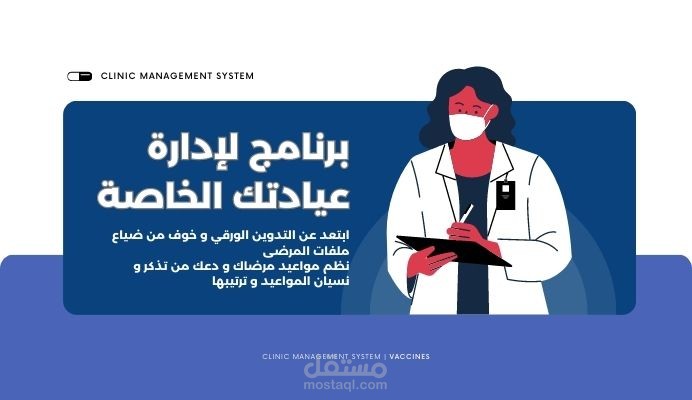 CLINIC MANAGEMENT SYSTEM
برنامج لإدارة
عيادتك الخاصة
ابتعد عن التدوين الورقي و خوف من ضياع
ملفات المرضى
نظم مواعيد مرضاك و دعك من تذكر و
نسيان المواعيد و ترتيبها
CLINIC MANAGEMENT SYSTEM | VACCINES
مستقل
mostaql.com